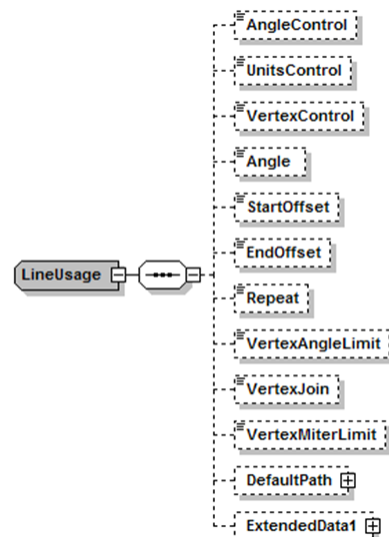 AngleControl
UnitsControl
VertexControl
Angle
StartOffset
LineUsage
EndOffset
Repeat
VertexAngleLimit
VertexJoin
VertexMiterLimit
DefaultPath
ExtendedData1